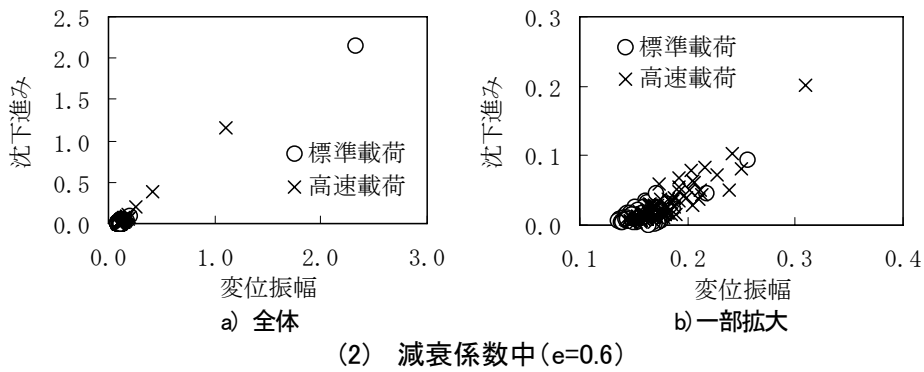 2.5
2.0
1.5
1.0
0.5
0.0
沈下進み
○標準載荷
×高速載荷
0.0 1.0 2.0 3.0
変位振幅
a) 全体
0.3
0.2
0.1
0.0
沈下進み
○標準載荷
×高速載荷
0.1 0.2 0.3 0.4
変位振幅
b)一部拡大
(2) 減衰係数中(e=0.6)